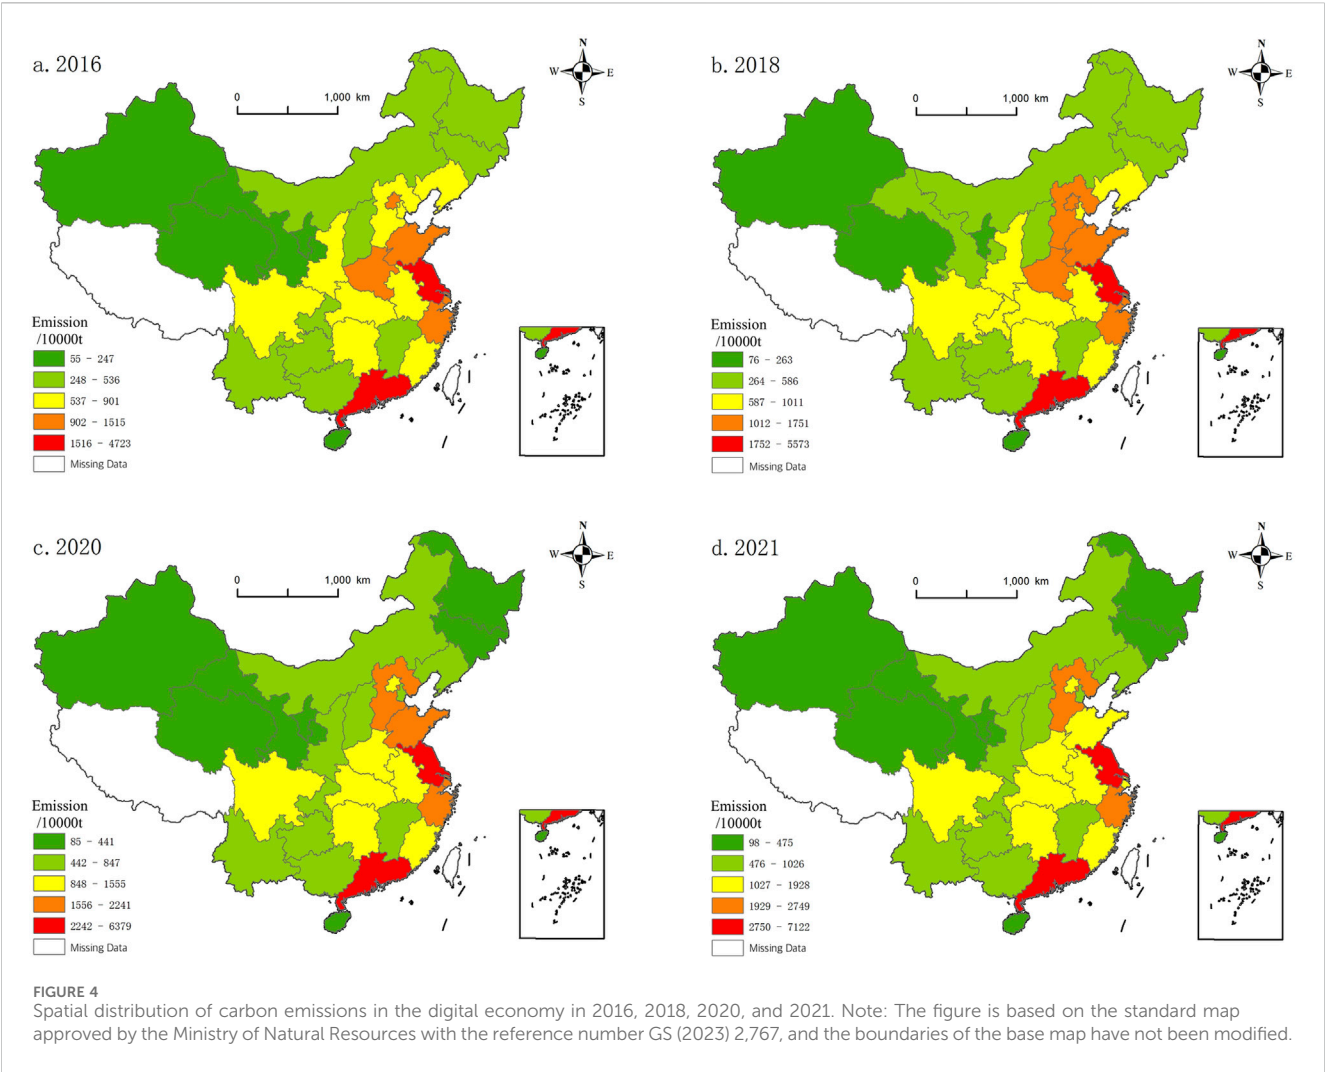 a. 2016
N
W
E
S
0
1,000 km
Emission
/10000t
55 - 247
248 - 536
537 - 901
902 - 1515
1516 - 4723
Missing Data
b. 2018
N
W
E
S
0
1,000 km
Emission
/10000t
76 - 263
264 - 586
587 - 1011
1012 - 1751
1752 - 5573
Missing Data
c. 2020
N
W
E
S
0
1,000 km
Emission
/10000t
85 - 441
442 - 847
848 - 1555
1556 - 2241
2242 - 6379
Missing Data
d. 2021
N
W
E
S
0
1,000 km
Emission
/10000t
98 - 475
476 - 1026
1027 - 1928
1929 - 2749
2750 - 7122
Missing Data
FIGURE 4
Spatial distribution of carbon emissions in the digital economy in 2016, 2018, 2020, and 2021. Note: The figure is based on the standard map
approved by the Ministry of Natural Resources with the reference number GS (2023) 2,767, and the boundaries of the base map have not been modified.